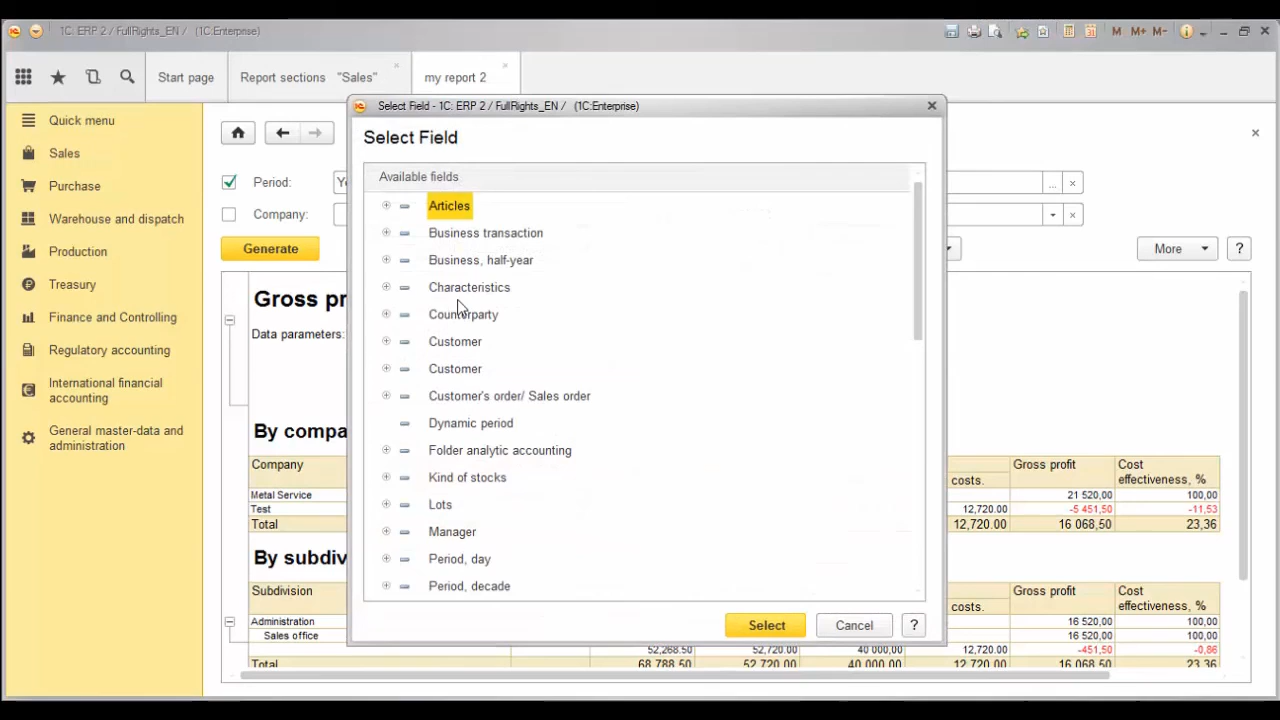 1C: ERP 2 / FullRights_EN / (1C:Enterprise)
M M+ M-
Start page
Report sections "Sales"
my report 2
Quick menu
Sales
Purchase
Warehouse and dispatch
Production
Treasury
Finance and Controlling
Regulatory accounting
International financial
accounting
General master-data and
administration
Period:
Company:
Generate
More
?
Select Field - 1C: ERP 2 / FullRights_EN / (1C:Enterprise)
Select Field
Available fields
Articles
Business transaction
Business, half-year
Characteristics
Counterparty
Customer
Customer
Customer's order/ Sales order
Dynamic period
Folder analytic accounting
Kind of stocks
Lots
Manager
Period, day
Period, decade
Select
Cancel
?
Gross pr
Data parameters:
By compa
Company
costs.
Gross profit
Cost
effectiveness, %
Metal Service
21 520,00
100,00
Test
12,720.00
-5 451,50
-11,53
Total
12,720.00
16 068,50
23,36
By subdiv
Subdivision
costs.
Gross profit
Cost
effectiveness, %
Administration
16 520,00
100,00
Sales office
16 520,00
100,00
52,268.50
52,720.00
40 000.00
12,720.00
-451,50
-0,86
Total
68 788.50
52 720.00
40 000.00
12 720.00
16 068,50
23,36